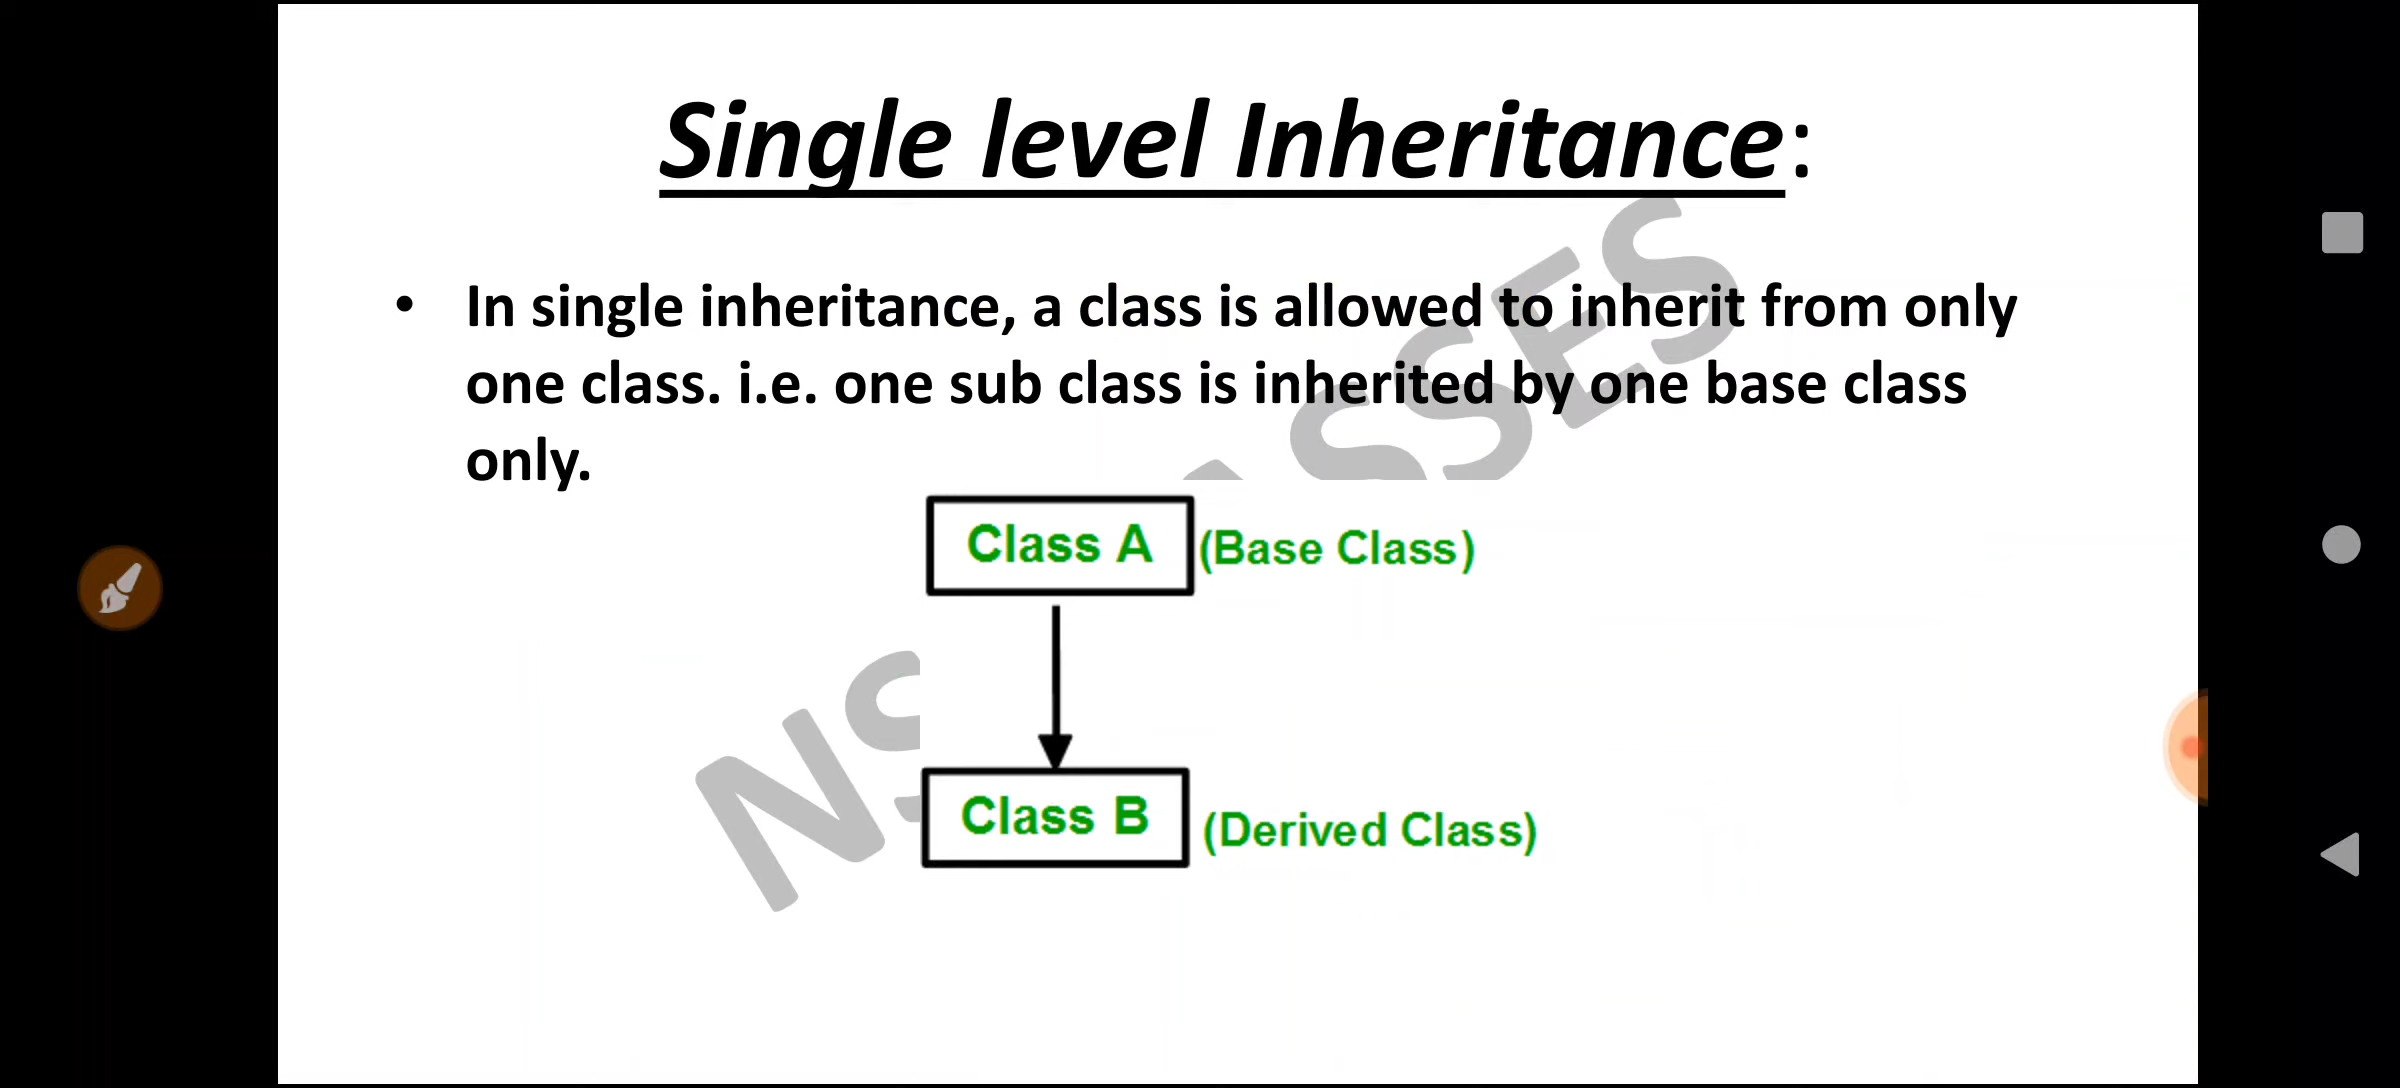 Single level Inheritance:
• In single inheritance, a class is allowed to inherit from only
one class. i.e. one sub class is inherited by one base class
only.
Class A (Base Class)
Class B (Derived Class)